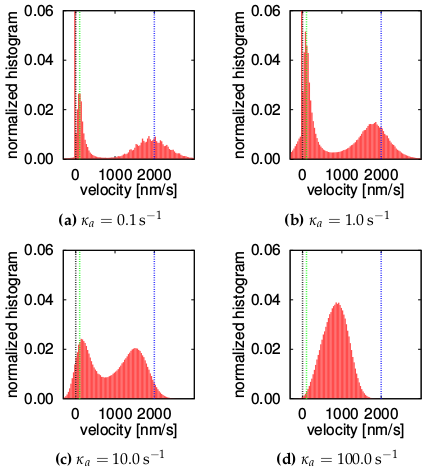 normalized histogram
0.06
0.04
0.02
0.00
0 1000 2000
velocity [nm/s]
(a) κa = 0.1 s−1
normalized histogram
0.06
0.04
0.02
0.00
0 1000 2000
velocity [nm/s]
(b) κa = 1.0 s−1
normalized histogram
0.06
0.04
0.02
0.00
0 1000 2000
velocity [nm/s]
(c) κa = 10.0 s−1
normalized histogram
0.06
0.04
0.02
0.00
0 1000 2000
velocity [nm/s]
(d) κa = 100.0 s−1